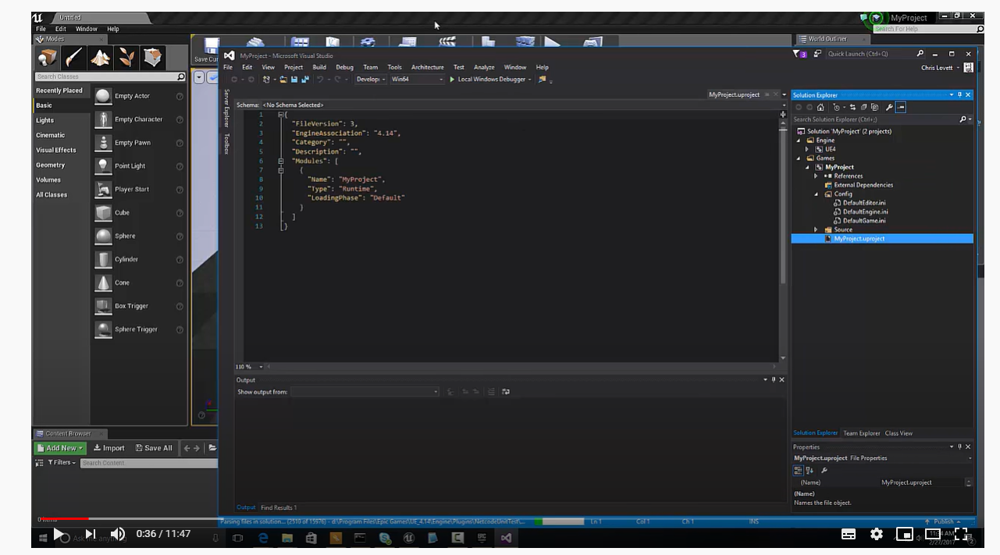 Untitled
MyProject
File Edit Window Help
Search For Help
Modes
World Outliner
Save Cur
Search Classes
Recently Placed
Basic
Lights
Cinematic
Visual Effects
Geometry
Volumes
All Classes
Empty Actor
Empty Character
Empty Pawn
Point Light
Player Start
Cube
Sphere
Cylinder
Cone
Box Trigger
Sphere Trigger
Content Browser
Add New Import Save All
Filters Search Content
0 items
MyProject - Microsoft Visual Studio
3 Quick Launch (Ctrl+Q)
File Edit View Project Build Debug Team Tools Architecture Test Analyze Window Help
Chris Lovett
Develop Win64 Local Windows Debugger
Server Explorer
Toolbox
MyProject.uproject
Schema: <No Schema Selected>
1 {
2 "FileVersion": 3,
3 "EngineAssociation": "4.14",
4 "Category": "",
5 "Description": "",
6 "Modules": [
7 {
8 "Name": "MyProject",
9 "Type": "Runtime",
10 "LoadingPhase": "Default"
11 }
12 ]
13 }
110 %
Output
Show output from:
Output Find Results 1
Solution Explorer
Search Solution Explorer (Ctrl+;)
Solution 'MyProject' (2 projects)
Engine
UE4
Games
MyProject
References
External Dependencies
Config
DefaultEditor.ini
DefaultEngine.ini
DefaultGame.ini
Source
MyProject.uproject
Solution Explorer Team Explorer Class View
Properties
MyProject.uproject File Properties
(Name) MyProject.uproject
(Name)
Names the file object.
Parsing files in solution... (2519 of 15976) - d:\Program Files\Epic Games\UE_4.14\Engine\Plugins\NetcodeUnitTest\... Ln 1 Col 1 Ch 1 INS Publish
Ask me anything
0:36 / 11:47
2/27/2017
2